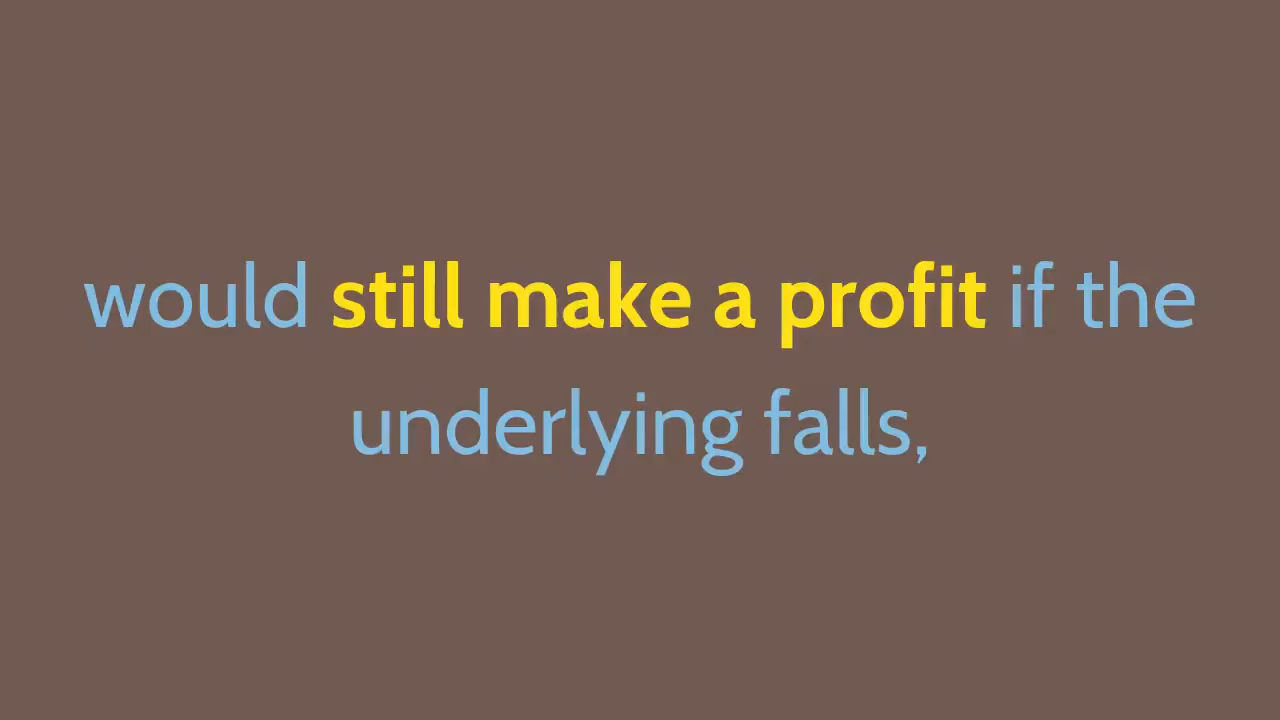 would still make a profit if the
underlying falls,